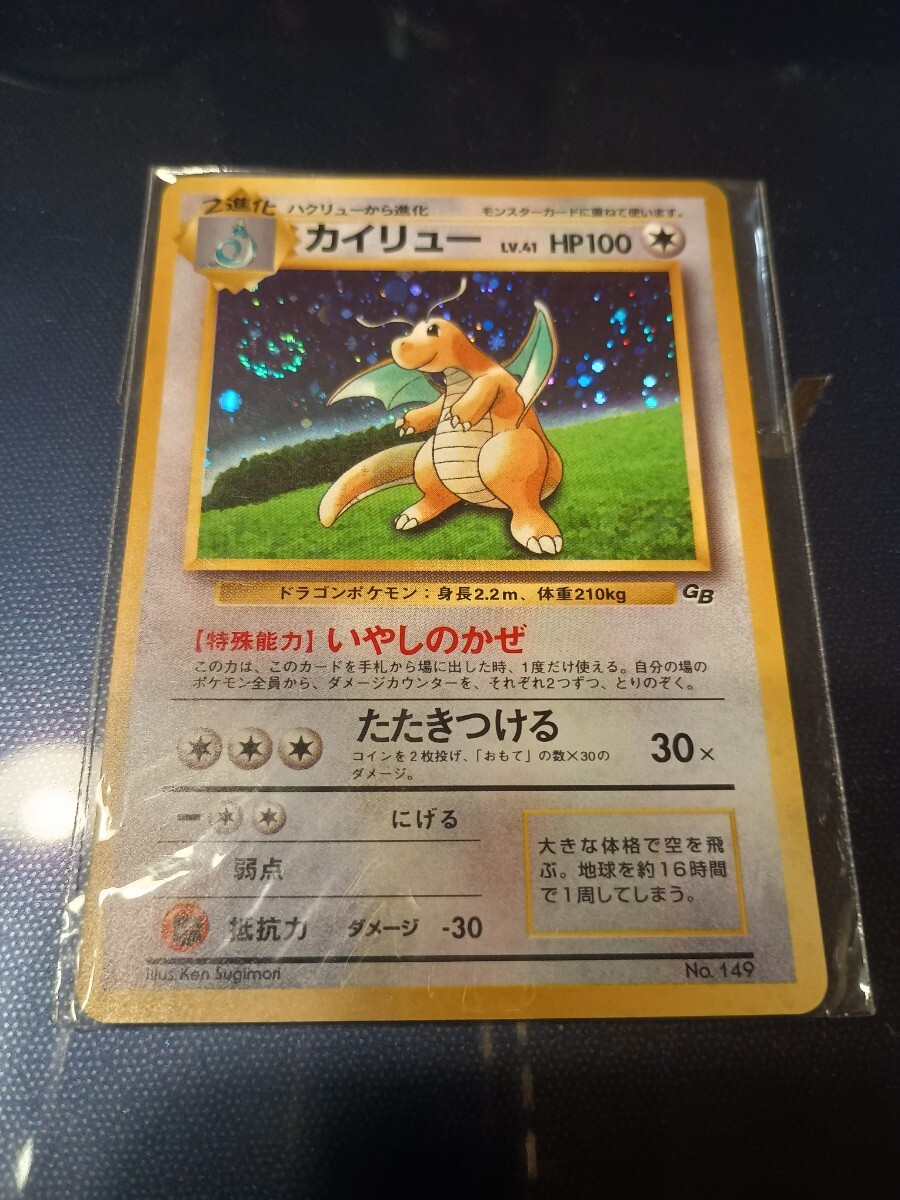 2進化 ハクリューから進化 モンスターカードに重ねて使います。
カイリュー LV.41 HP100
ドラゴンポケモン:身長2.2m、体重210kg GB
【特殊能力】いやしのかぜ
この力は、このカードを手札から場に出した時、1度だけ使える。自分の場の
ポケモン全員から、ダメージカウンターを、それぞれ2つずつ、とりのぞく。
たたきつける
コインを2枚投げ、「おもて」の数×30の
ダメージ。
30×
にげる
弱点
抵抗力 ダメージ -30
大きな体格で空を飛
ぶ。地球を約16時間
で1周してしまう。
Illus. Ken Sugimori No. 149